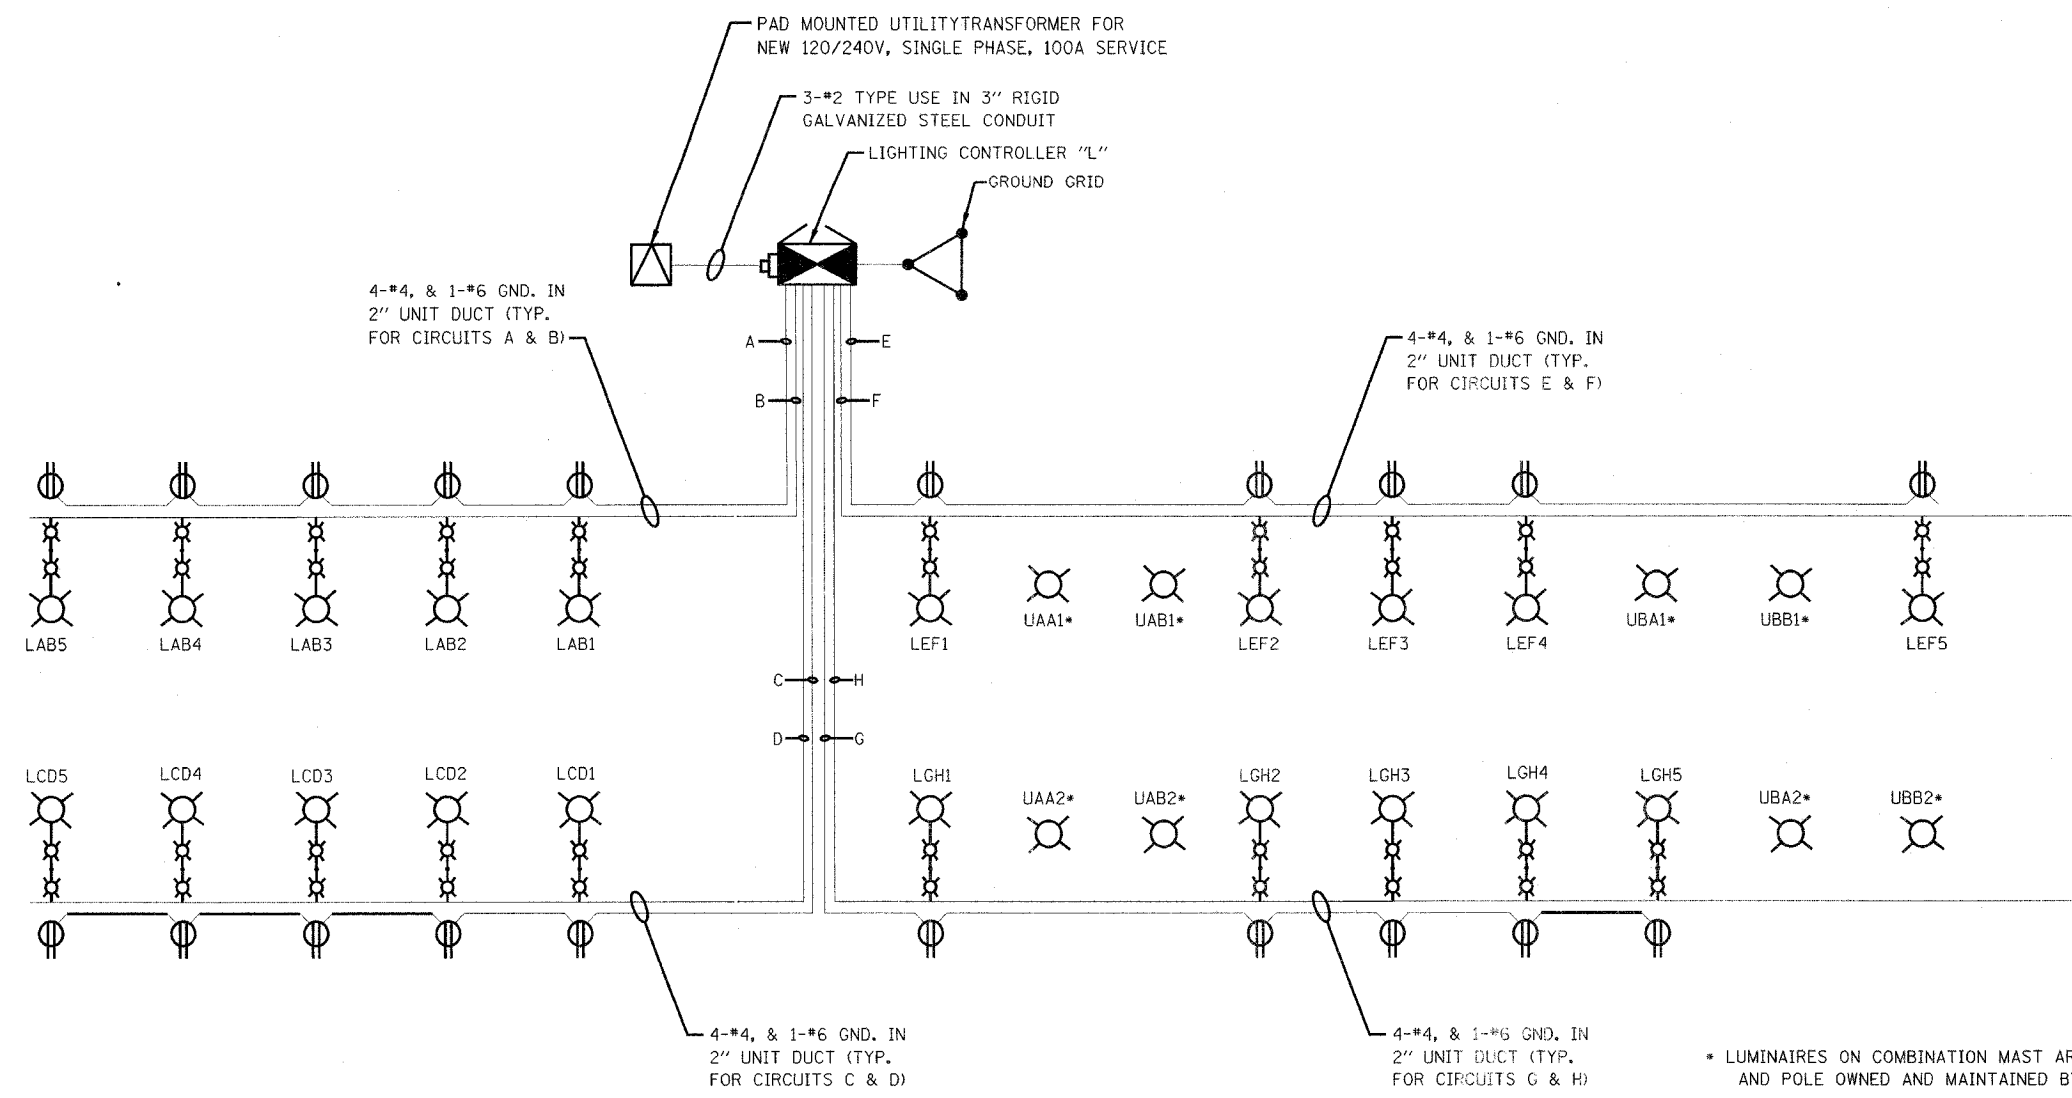 PAD MOUNTED UTILITYTRANSFORMER FOR
NEW 120/240V, SINGLE PHASE, 100A SERVICE
3-#2 TYPE USE IN 3" RIGID
GALVANIZED STEEL CONDUIT
LIGHTING CONTROLLER "L"
GROUND GRID
4-#4, & 1-#6 GND. IN
2" UNIT DUCT (TYP.
FOR CIRCUITS A & B)
A
E
B
F
4-#4, & 1-#6 GND. IN
2" UNIT DUCT (TYP.
FOR CIRCUITS E & F)
LAB5 LAB4 LAB3 LAB2 LAB1 LEF1 UAA1* UAB1* LEF2 LEF3 LEF4 UBA1* UBB1* LEF5
C
H
D
G
LCD5 LCD4 LCD3 LCD2 LCD1 LGH1 UAA2* UAB2* LGH2 LGH3 LGH4 LGH5 UBA2* UBB2*
4-#4, & 1-#6 GND. IN
2" UNIT DUCT (TYP.
FOR CIRCUITS C & D)
4-#4, & 1-#6 GND. IN
2" UNIT DUCT (TYP.
FOR CIRCUITS G & H)
* LUMINAIRES ON COMBINATION MAST
AND POLE OWNED AND MAINTAINED